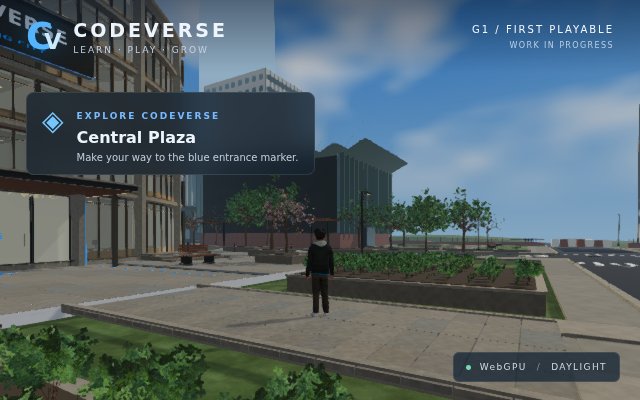 CV CODEVERSE
LEARN · PLAY · GROW
G1 / FIRST PLAYABLE
WORK IN PROGRESS
EXPLORE CODEVERSE
Central Plaza
Make your way to the blue entrance marker.
WebGPU / DAYLIGHT